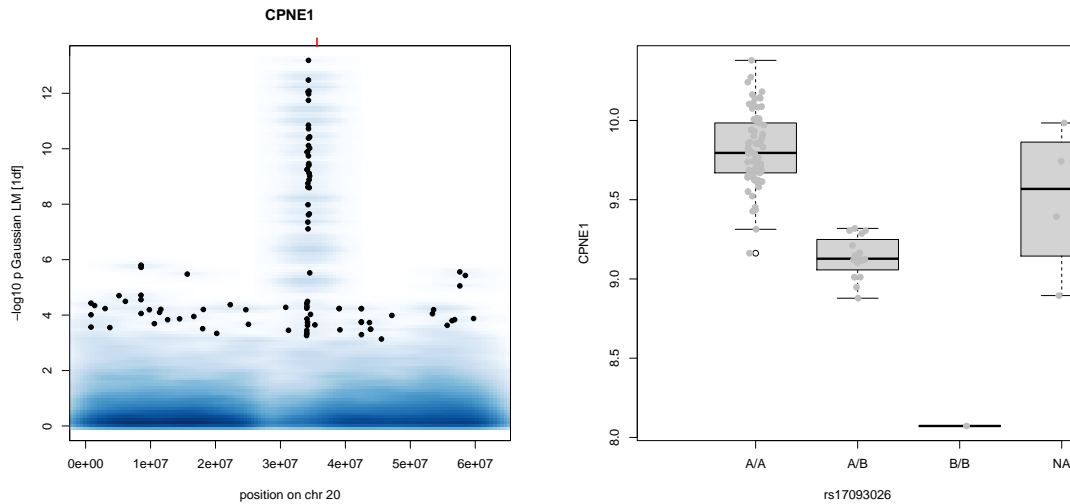 CPNE1
−log10 p Gaussian LM [1df]
12
10
8
6
4
2
0
0e+00 1e+07 2e+07 3e+07 4e+07 5e+07 6e+07
position on chr 20
CPNE1
10.0
9.5
9.0
8.5
8.0
A/A A/B B/B NA
rs17093026